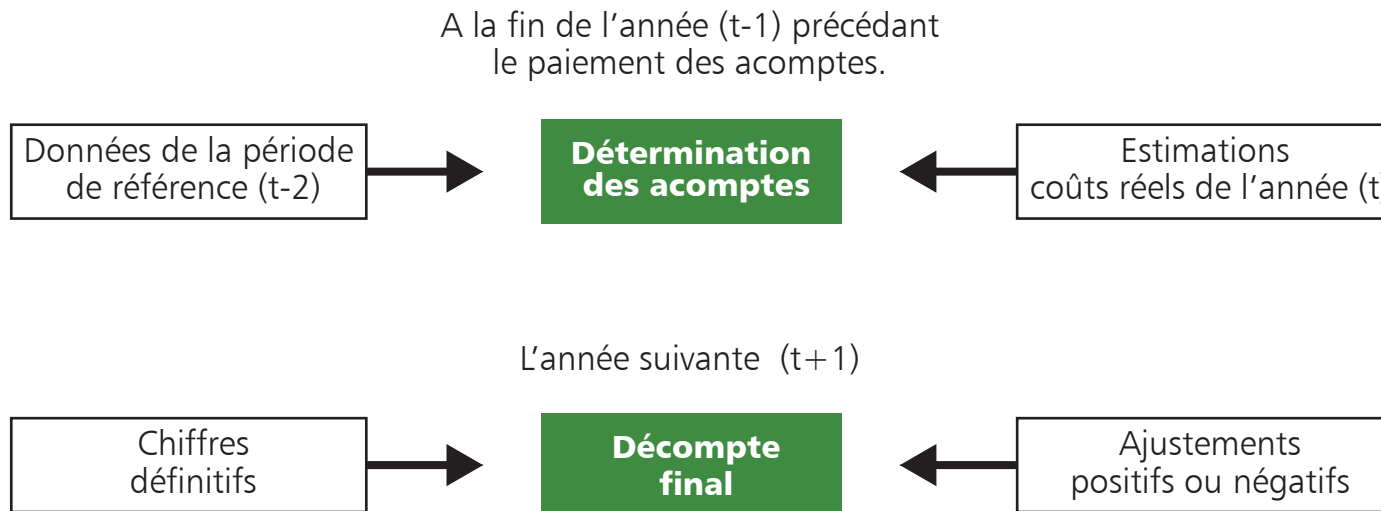 A la fin de l'année (t-1) précédant
le paiement des acomptes.
Données de la période
de référence (t-2)
Détermination
des acomptes
Estimations
coûts réels de l'année (t)
L'année suivante (t+1)
Chiffres
définitifs
Décompte
final
Ajustements
positifs ou négatifs